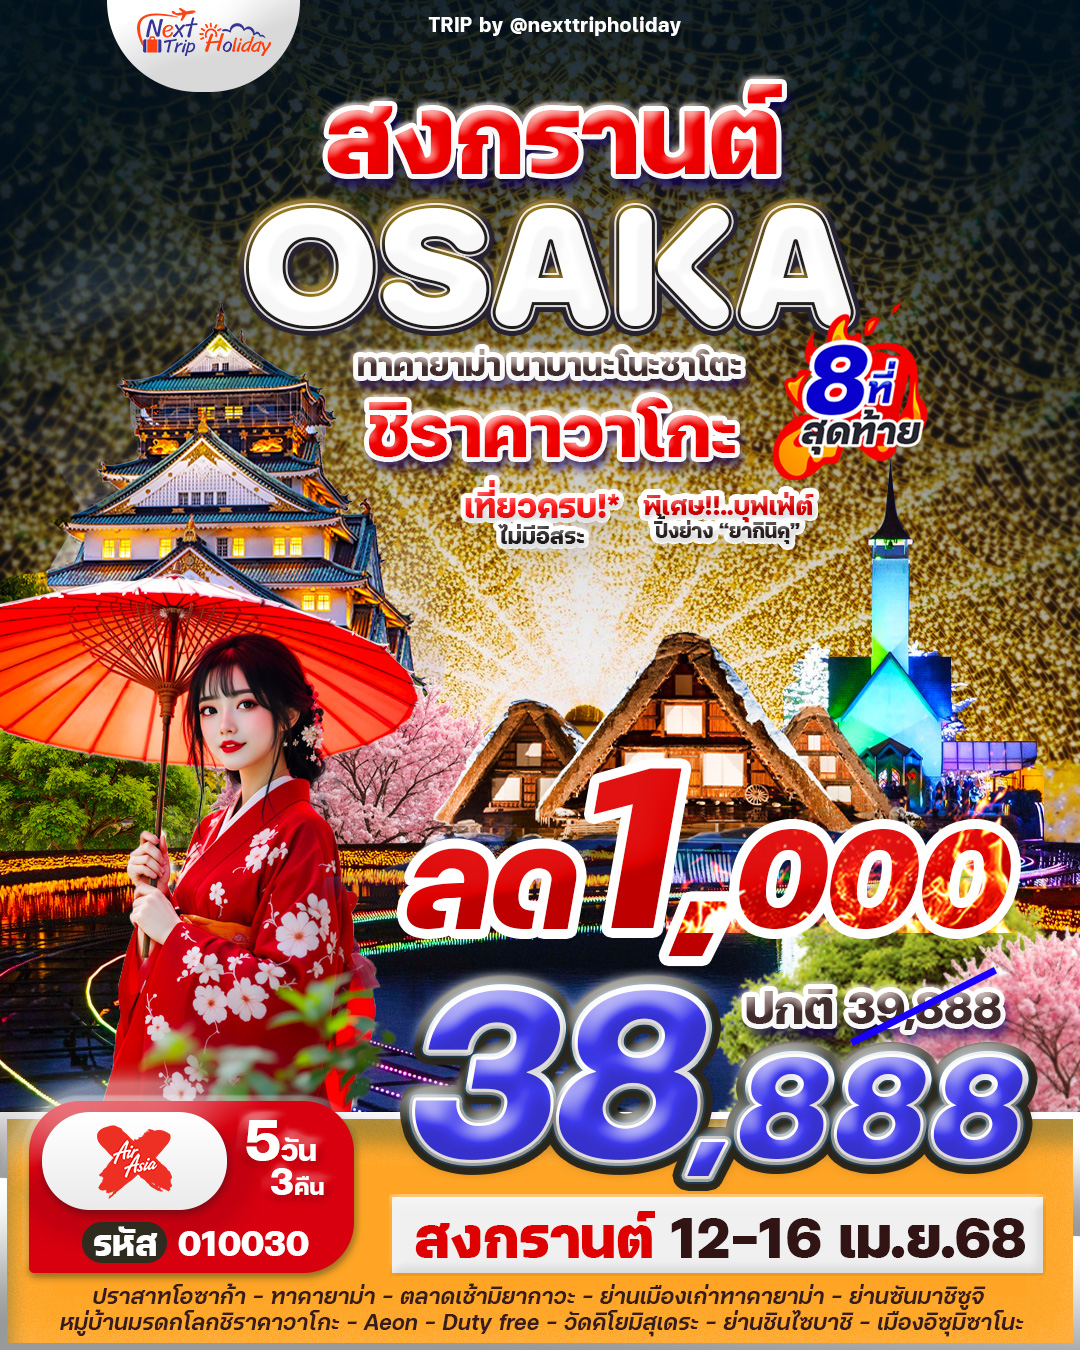 Next Trip Holiday
TRIP by @nexttripholiday
สงกรานต์
OSAKA
ทาคายาม่า นาบานะโนะซาโตะ
ชิราคาวาโกะ
8ที่
สุดท้าย
เที่ยวครบ!*
ไม่มีอิสระ
พิเศษ!!..บุฟเฟ่ต์
ปิ้งย่าง “ยากินิคุ”
ลด1,000
ปกติ 39,888
38,888
Air Asia X
5วัน
3คืน
รหัส 010030
สงกรานต์ 12-16 เม.ย.68
ปราสาทโอซาก้า - ทาคายาม่า - ตลาดเช้ามิยากาวะ - ย่านเมืองเก่าทาคายาม่า - ย่านซันมาชิซูจิ
หมู่บ้านมรดกโลกชิราคาวาโกะ - Aeon - Duty free - วัดคิโยมิสุเดระ - ย่านชินไซบาชิ - เมืองอิซุมิซาโนะ